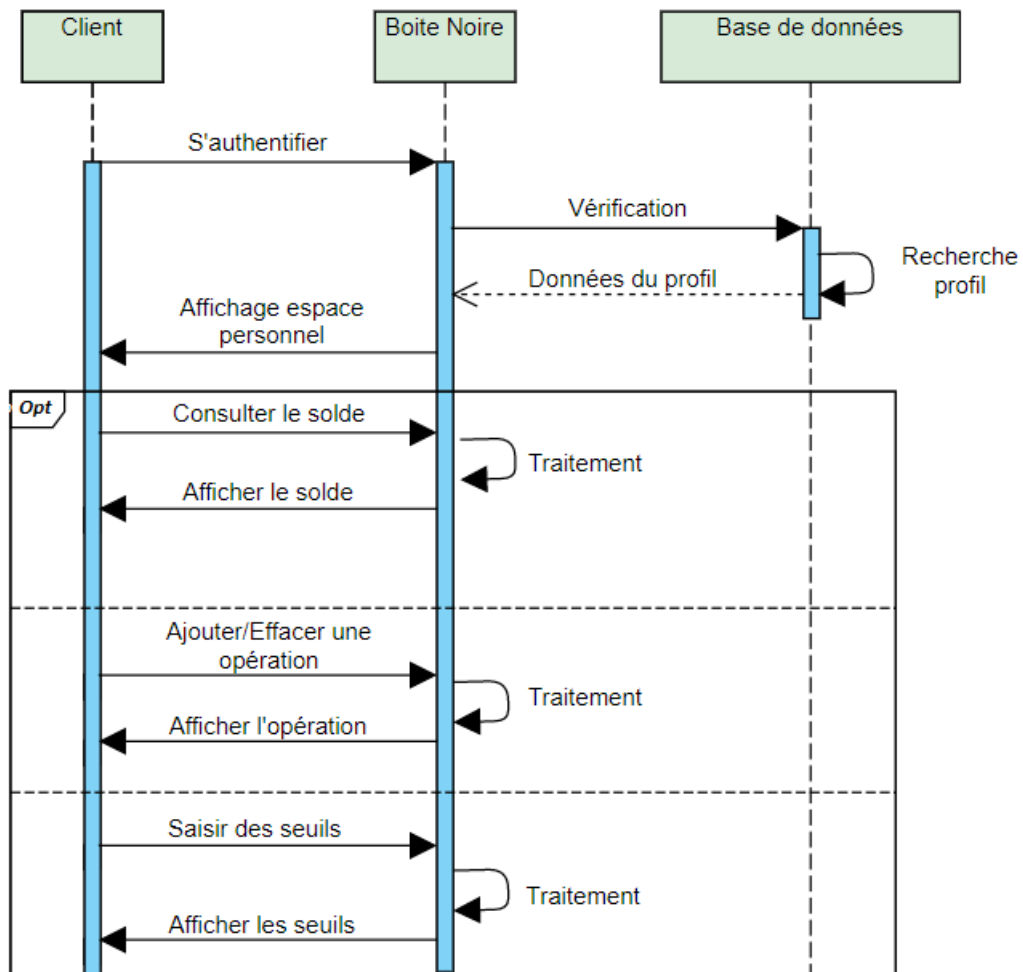 Client
Boite Noire
Base de données
S'authentifier
Vérification
Recherche
profil
Données du profil
Affichage espace
personnel
Opt
Consulter le solde
Traitement
Afficher le solde
Ajouter/Effacer une
opération
Traitement
Afficher l'opération
Saisir des seuils
Traitement
Afficher les seuils